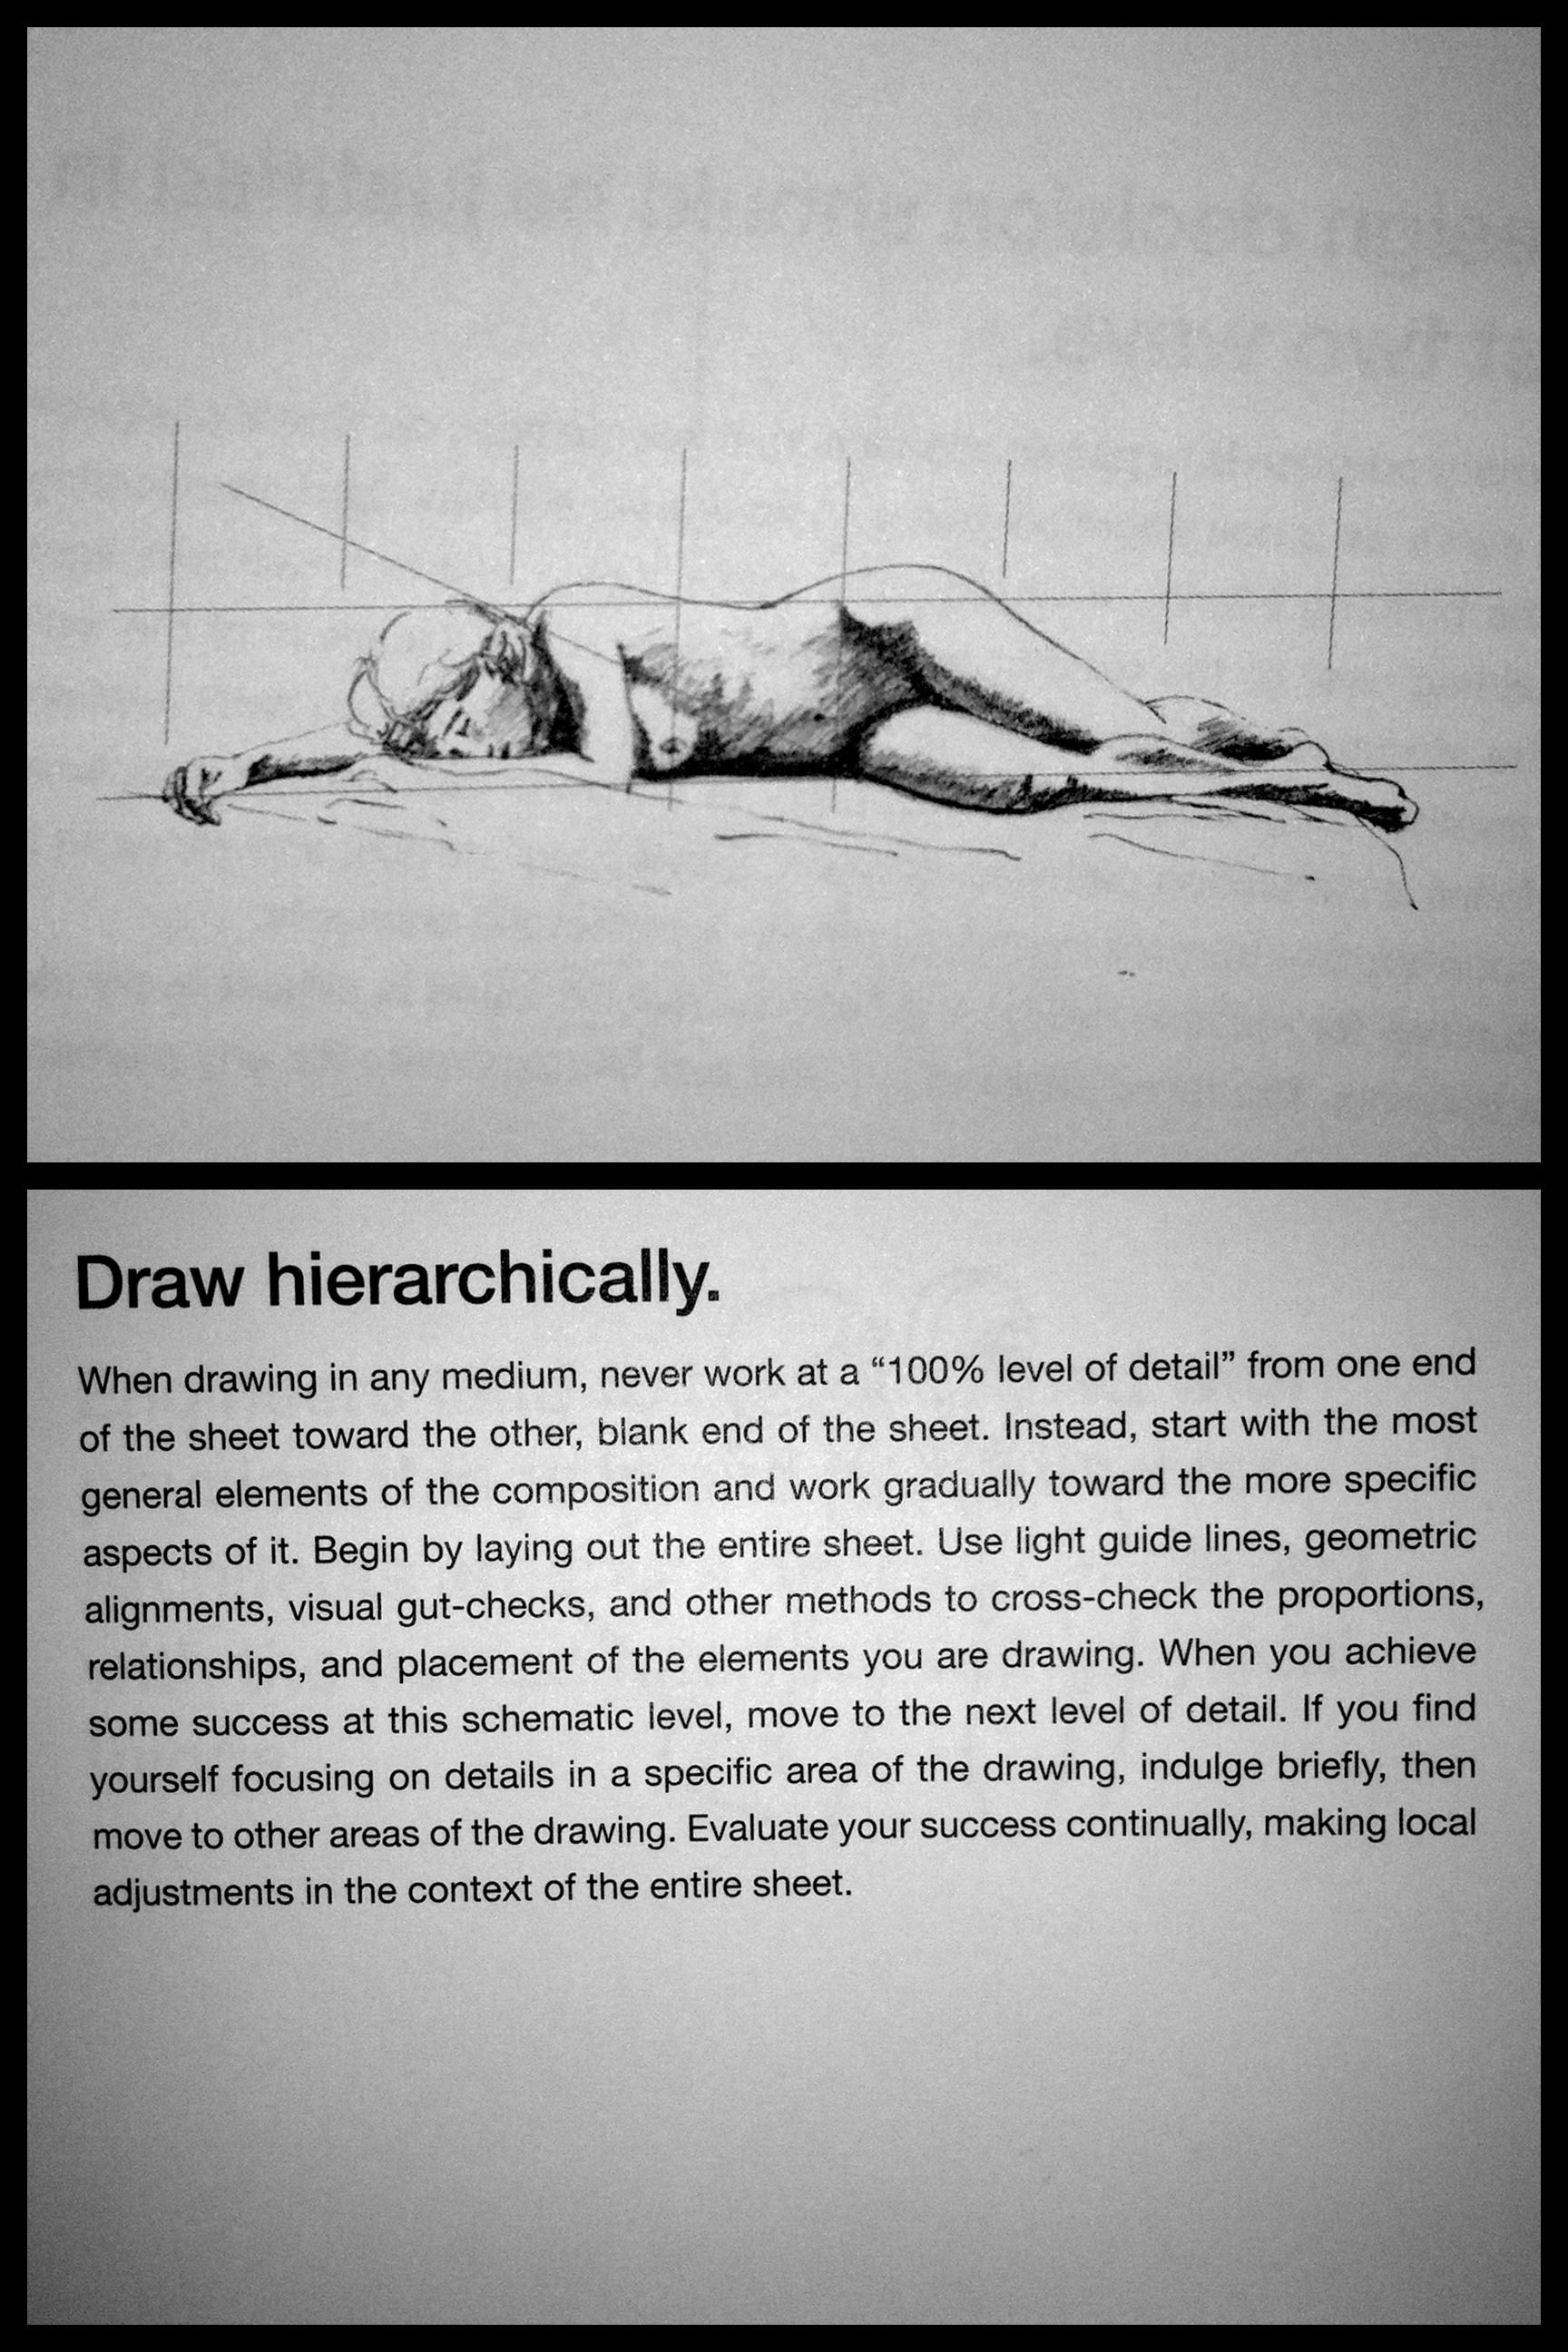 Draw hierarchically.
When drawing in any medium, never work at a “100% level of detail” from one end
of the sheet toward the other, blank end of the sheet. Instead, start with the most
general elements of the composition and work gradually toward the more specific
aspects of it. Begin by laying out the entire sheet. Use light guide lines, geometric
alignments, visual gut-checks, and other methods to cross-check the proportions,
relationships, and placement of the elements you are drawing. When you achieve
some success at this schematic level, move to the next level of detail. If you find
yourself focusing on details in a specific area of the drawing, indulge briefly, then
move to other areas of the drawing. Evaluate your success continually, making local
adjustments in the context of the entire sheet.